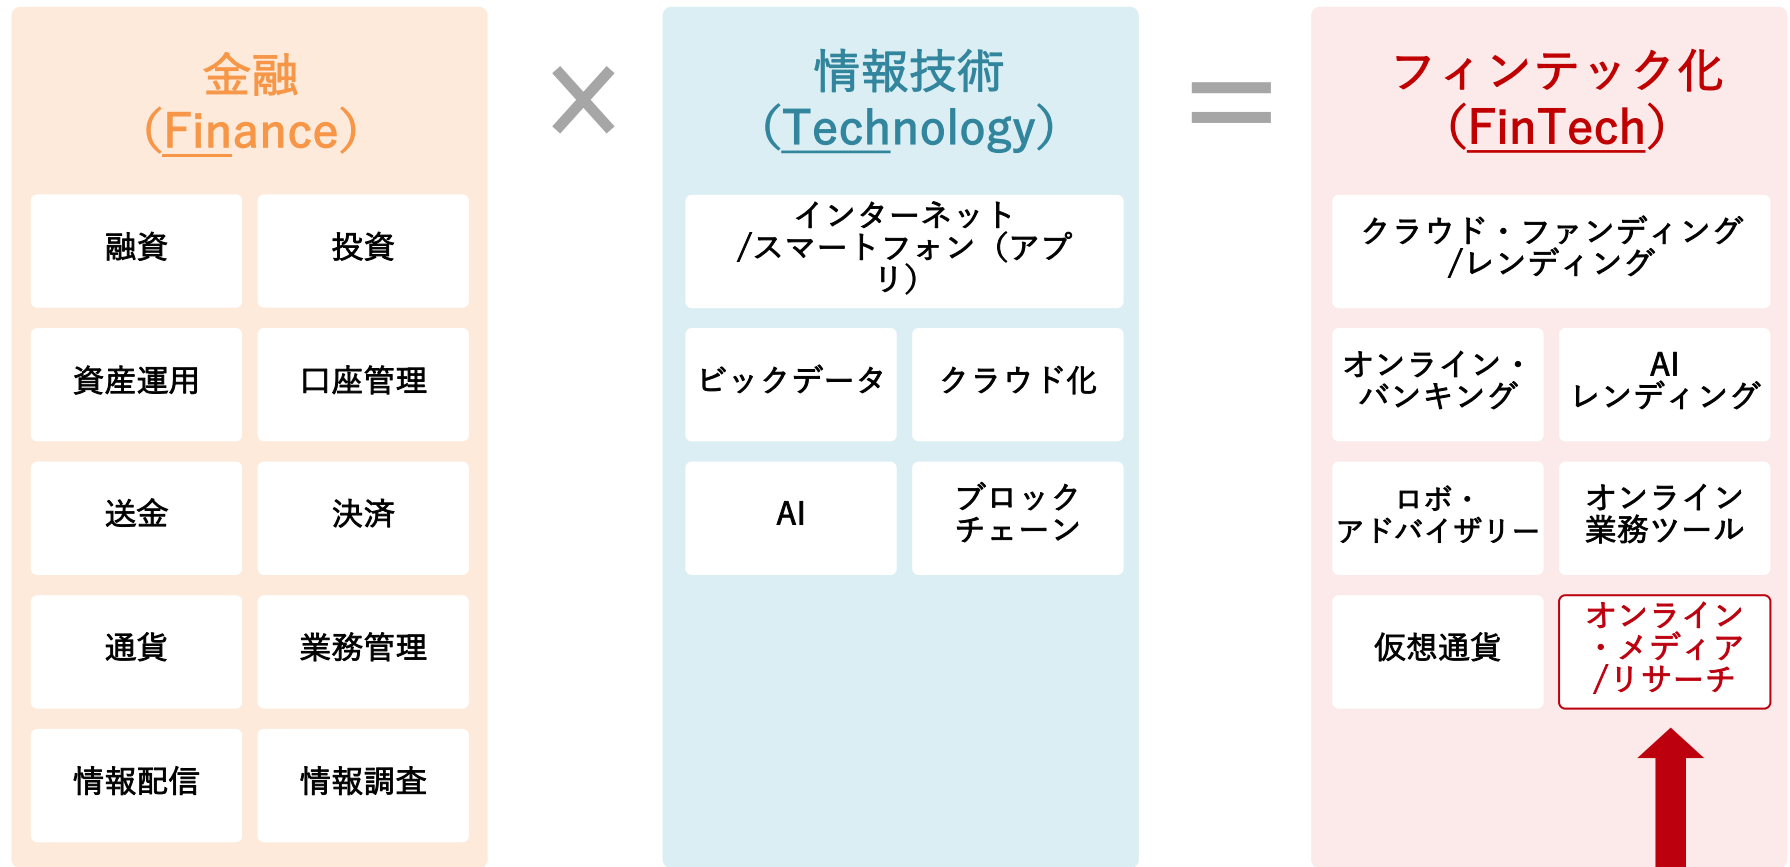 金融
（Finance）
融資
投資
資産運用
口座管理
送金
決済
通貨
業務管理
情報配信
情報調査
×
情報技術
（Technology）
インターネット
/スマートフォン（アプ
リ）
ビックデータ
クラウド化
AI
ブロック
チェーン
＝
フィンテック化
（FinTech）
クラウド・ファンディング
/レンディング
オンライン・
バンキング
AI
レンディング
ロボ・
アドバイザリー
オンライン
業務ツール
仮想通貨
オンライン
・メディア
/リサーチ